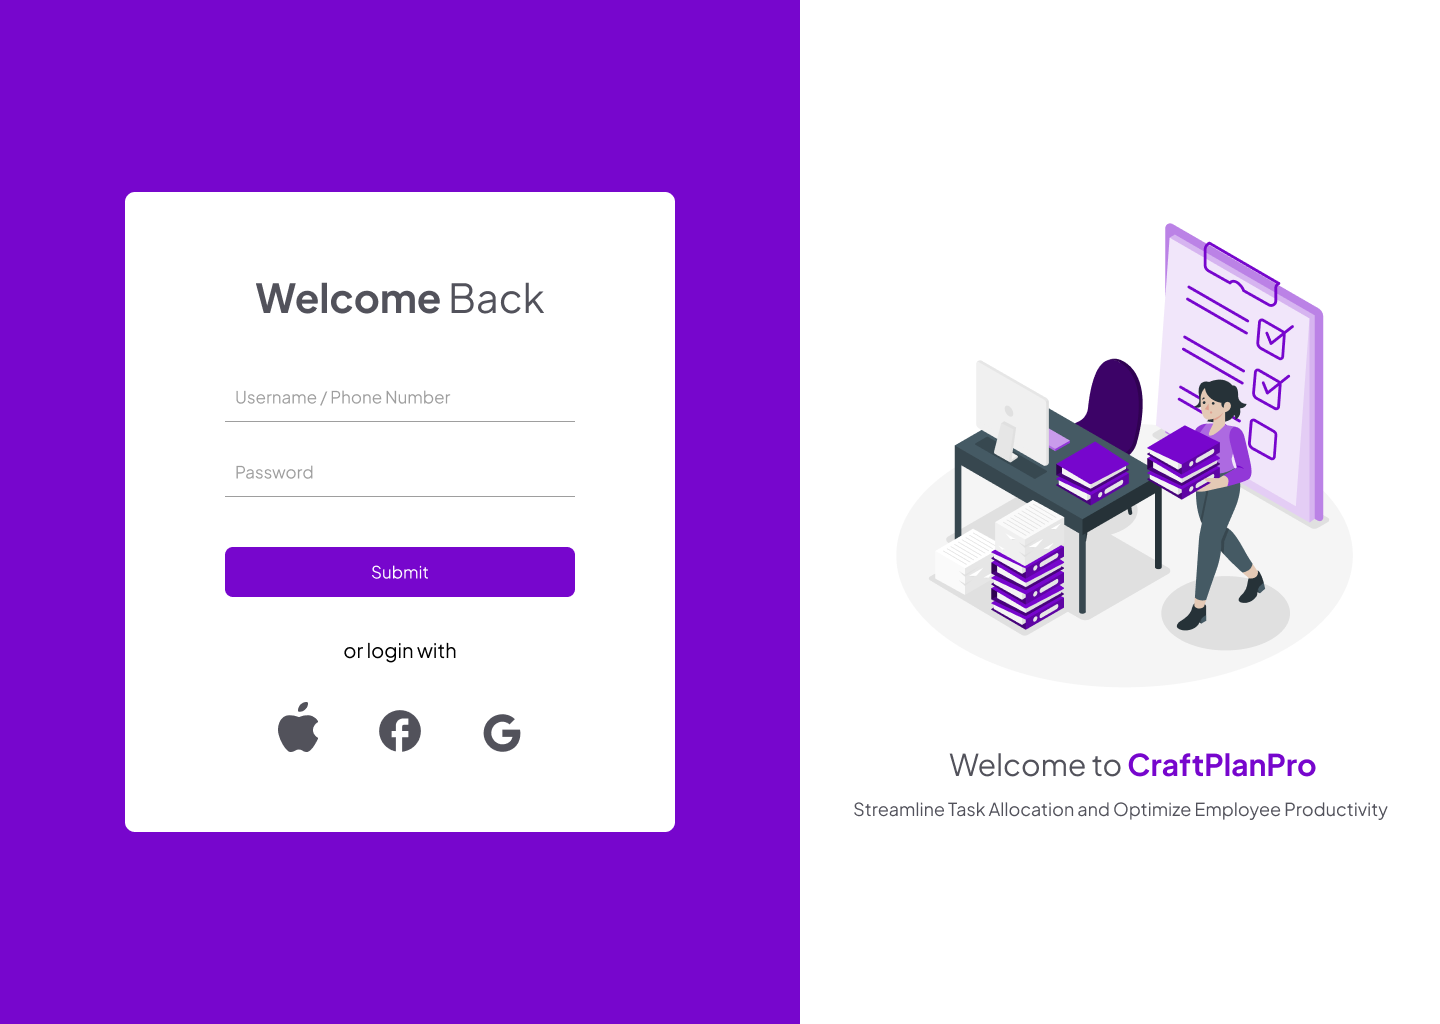 Welcome Back
Username / Phone Number
Password
Submit
or login with
Welcome to CraftPlanPro
Streamline Task Allocation and Optimize Employee Productivity